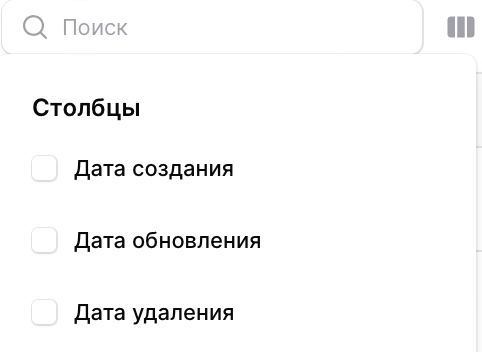 Поиск
Столбцы
Дата создания
Дата обновления
Дата удаления